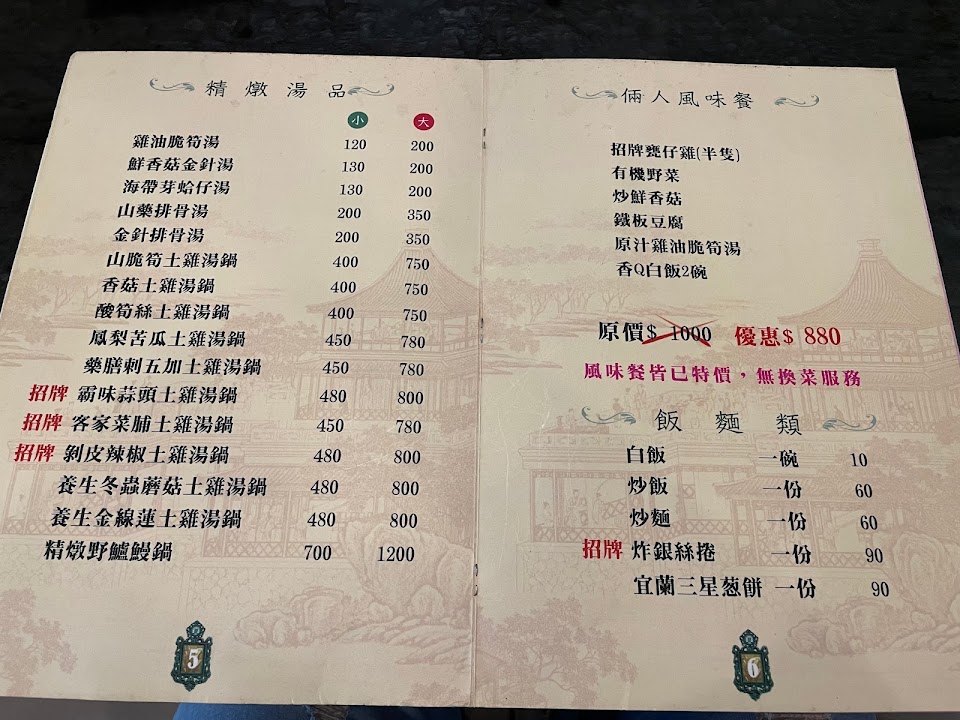 精燉湯品
小 大
雞油脆筍湯 120 200
鮮香菇金針湯 130 200
海帶芽蛤仔湯 130 200
山藥排骨湯 200 350
金針排骨湯 200 350
山脆筍土雞湯鍋 400 750
香菇土雞湯鍋 400 750
酸筍絲土雞湯鍋 400 750
鳳梨苦瓜土雞湯鍋 450 780
藥膳刺五加土雞湯鍋 450 780
招牌 霸味蒜頭土雞湯鍋 480 800
招牌 客家菜脯土雞湯鍋 450 780
招牌 剝皮辣椒土雞湯鍋 480 800
養生冬蟲蘑菇土雞湯鍋 480 800
養生金線蓮土雞湯鍋 480 800
精燉野鱸鰻鍋 700 1200
5
倆人風味餐
招牌甕仔雞(半隻)
有機野菜
炒鮮香菇
鐵板豆腐
原汁雞油脆筍湯
香Q白飯2碗
原價$ 1000 優惠$ 880
風味餐皆已特價，無換菜服務
飯麵類
白飯 一碗 10
炒飯 一份 60
炒麵 一份 60
招牌 炸銀絲捲 一份 90
宜蘭三星葱餅 一份 90
6